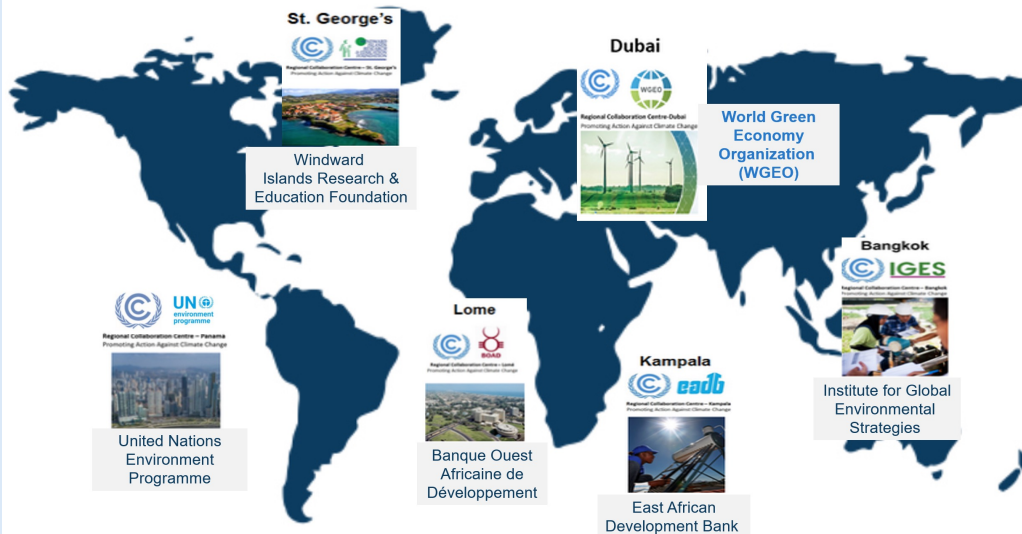 St. George's
Regional Collaboration Centre – St. George's
Promoting Action Against Climate Change
Windward
Islands Research &
Education Foundation
Dubai
WGEO
Regional Collaboration Centre-Dubai
Promoting Action Against Climate Change
World Green
Economy
Organization
(WGEO)
Bangkok
IGES
Regional Collaboration Centre – Bangkok
Promoting Action Against Climate Change
Institute for Global
Environmental
Strategies
UN
environment
programme
Regional Collaboration Centre – Panama
Promoting Action Against Climate Change
United Nations
Environment
Programme
Lome
BOAD
Regional Collaboration Centre – Lomé
Promoting Action Against Climate Change
Banque Ouest
Africaine de
Développement
Kampala
eadb
Regional Collaboration Centre – Kampala
Promoting Action Against Climate Change
East African
Development Bank